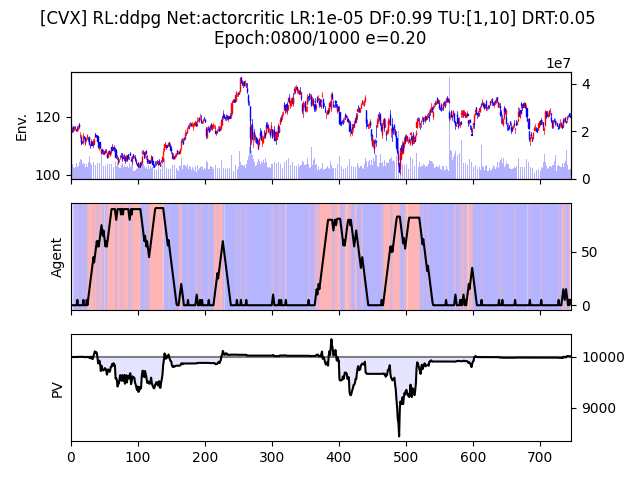 [CVX] RL:ddpg Net:actorcritic LR:1e-05 DF:0.99 TU:[1,10] DRT:0.05
Epoch:0800/1000 e=0.20
1e7
Env.
120
100
4
2
0
Agent
50
0
PV
10000
9000
0 100 200 300 400 500 600 700